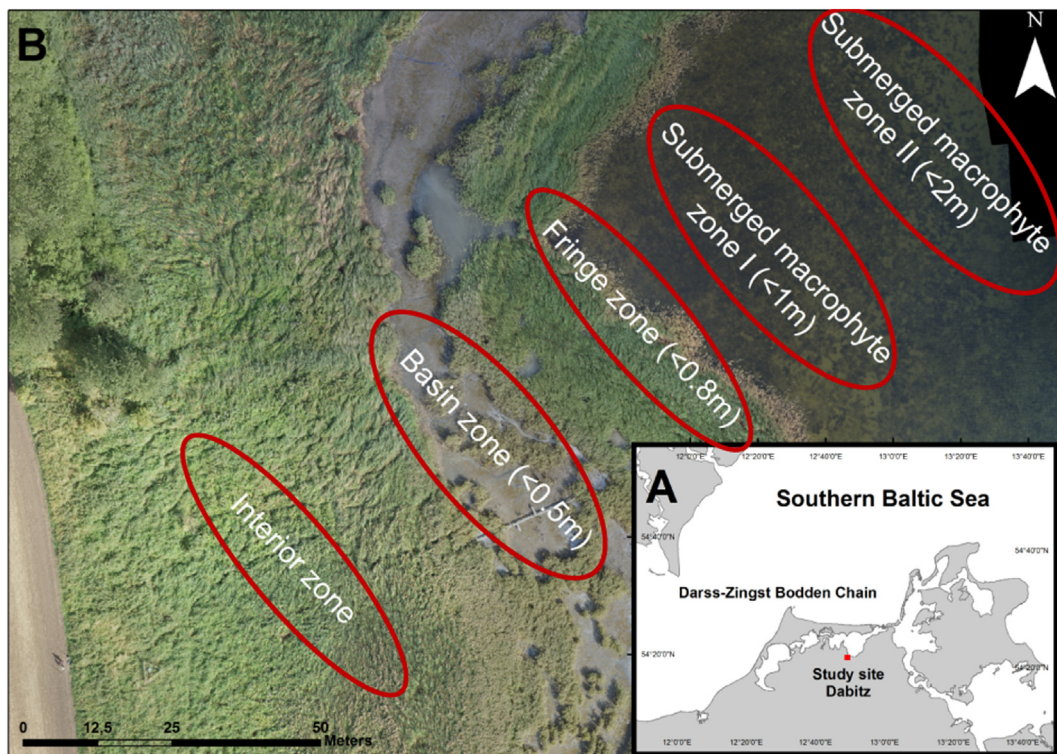 B
N
Submerged macrophyte
zone II (<2m)
Submerged macrophyte
zone I (<1m)
Fringe zone (<0.8m)
Basin zone (<0.5m)
Interior zone
0 12.5 25 50
Meters
A
12°0'0"E 12°20'0"E 12°40'0"E 13°0'0"E 13°20'0"E 13°40'0"E
Southern Baltic Sea
54°40'0"N 54°40'0"N
Darss-Zingst Bodden Chain
54°20'0"N 54°20'0"N
Study site
Dabitz
12°0'0"E 12°20'0"E 12°40'0"E 13°0'0"E 13°20'0"E 13°40'0"E